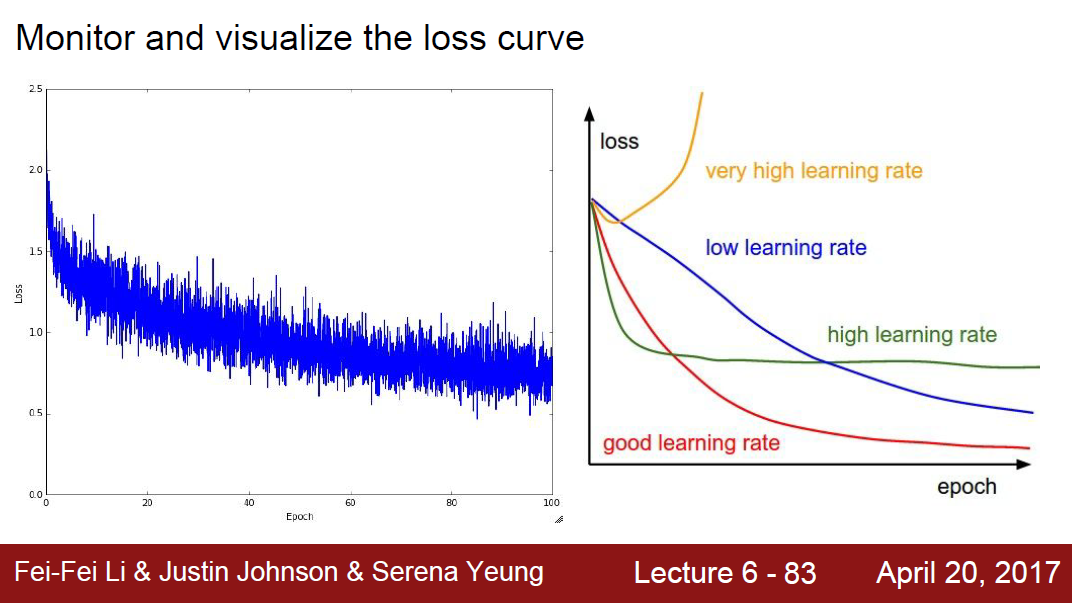 Monitor and visualize the loss curve
2.5
2.0
1.5
1.0
0.5
0.0
Loss
0 20 40 60 80 100
Epoch
loss
very high learning rate
low learning rate
high learning rate
good learning rate
epoch
Fei-Fei Li & Justin Johnson & Serena Yeung Lecture 6 - 83 April 20, 2017